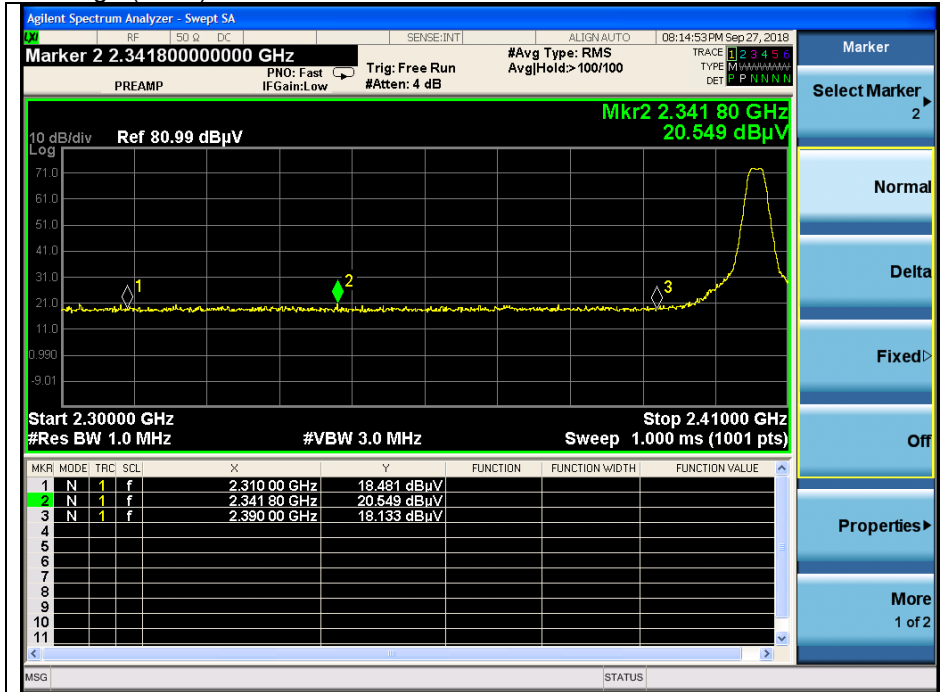 Agilent Spectrum Analyzer - Swept SA
LXI RF 50 Ω DC SENSE:INT ALIGN AUTO 08:14:53 PM Sep 27, 2018
Marker 2 2.341800000000 GHz
PREAMP
PNO: Fast
IFGain:Low
Trig: Free Run
#Atten: 4 dB
#Avg Type: RMS
Avg|Hold:>100/100
TRACE 1 2 3 4 5 6
TYPE M W W W W W
DET P P N N N N
Mkr2 2.341 80 GHz
20.549 dBµV
10 dB/div Ref 80.99 dBµV
Log
71.0
61.0
51.0
41.0
31.0
21.0
11.0
0.990
-9.01
1
2
3
Start 2.30000 GHz Stop 2.41000 GHz
#Res BW 1.0 MHz #VBW 3.0 MHz Sweep 1.000 ms (1001 pts)
MKR MODE TRC SCL X Y FUNCTION FUNCTION WIDTH FUNCTION VALUE
1 N 1 f 2.310 00 GHz 18.481 dBµV
2 N 1 f 2.341 80 GHz 20.549 dBµV
3 N 1 f 2.390 00 GHz 18.133 dBµV
4
5
6
7
8
9
10
11
MSG STATUS
Marker
Select Marker
2
Normal
Delta
Fixed
Off
Properties
More
1 of 2